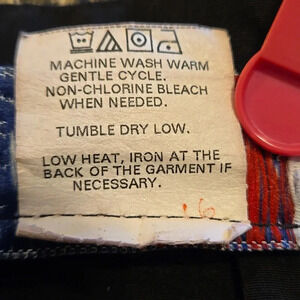 MACHINE WASH WARM
GENTLE CYCLE.
NON-CHLORINE BLEACH
WHEN NEEDED.
TUMBLE DRY LOW.
LOW HEAT, IRON AT THE
BACK OF THE GARMENT IF
NECESSARY.
16